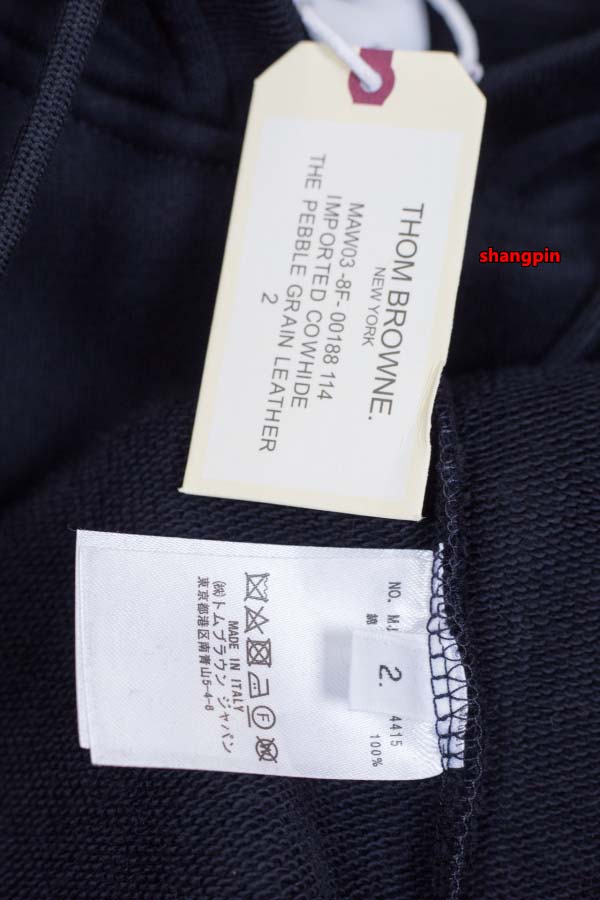 THOM BROWNE.
NEW YORK
MAW03 -8F- 00188 114
IMPORTED COWHIDE
THE PEBBLE GRAIN LEATHER
2
shangpin
NO. M.
4415
綿
100%
2.
F
MADE IN ITALY
㈱トムブラウン ジャパン
東京都港区南青山5-4-8